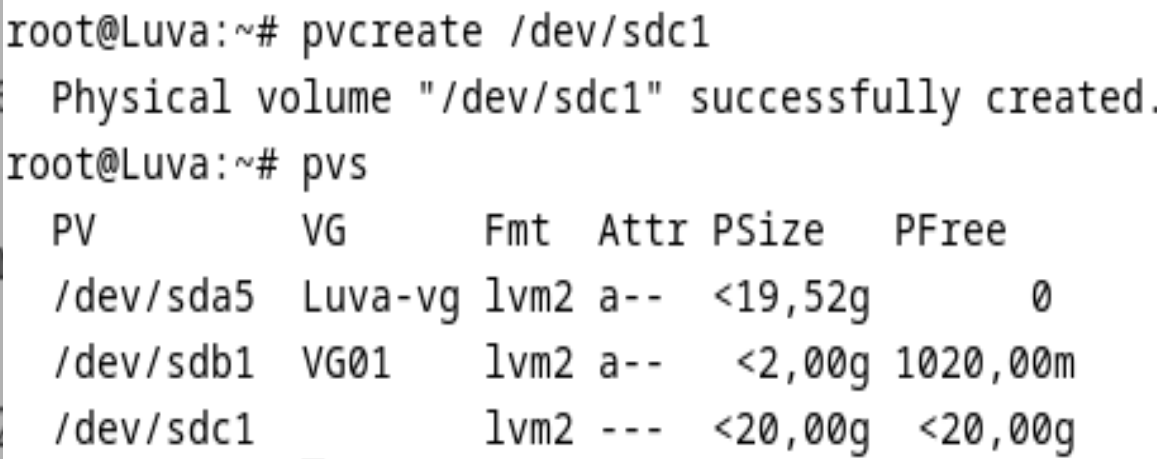 root@Luva:~# pvcreate /dev/sdc1
  Physical volume "/dev/sdc1" successfully created.
root@Luva:~# pvs
  PV         VG      Fmt  Attr PSize   PFree
  /dev/sda5  Luva-vg lvm2 a--  <19,52g       0
  /dev/sdb1  VG01    lvm2 a--   <2,00g 1020,00m
  /dev/sdc1          lvm2 ---  <20,00g  <20,00g